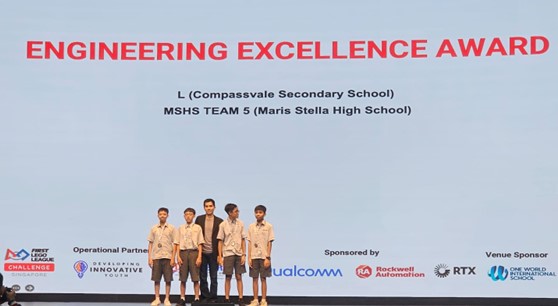 ENGINEERING EXCELLENCE AWARD
L (Compassvale Secondary School)
MSHS TEAM 5 (Maris Stella High School)
Operational Partner
Sponsored by
Venue Sponsor
FIRST
LEGO
LEAGUE
CHALLENGE
SINGAPORE
DEVELOPING
INNOVATIVE
YOUTH
ualcomm
RA Rockwell
Automation
RTX
ONE WORLD
INTERNATIONAL
SCHOOL